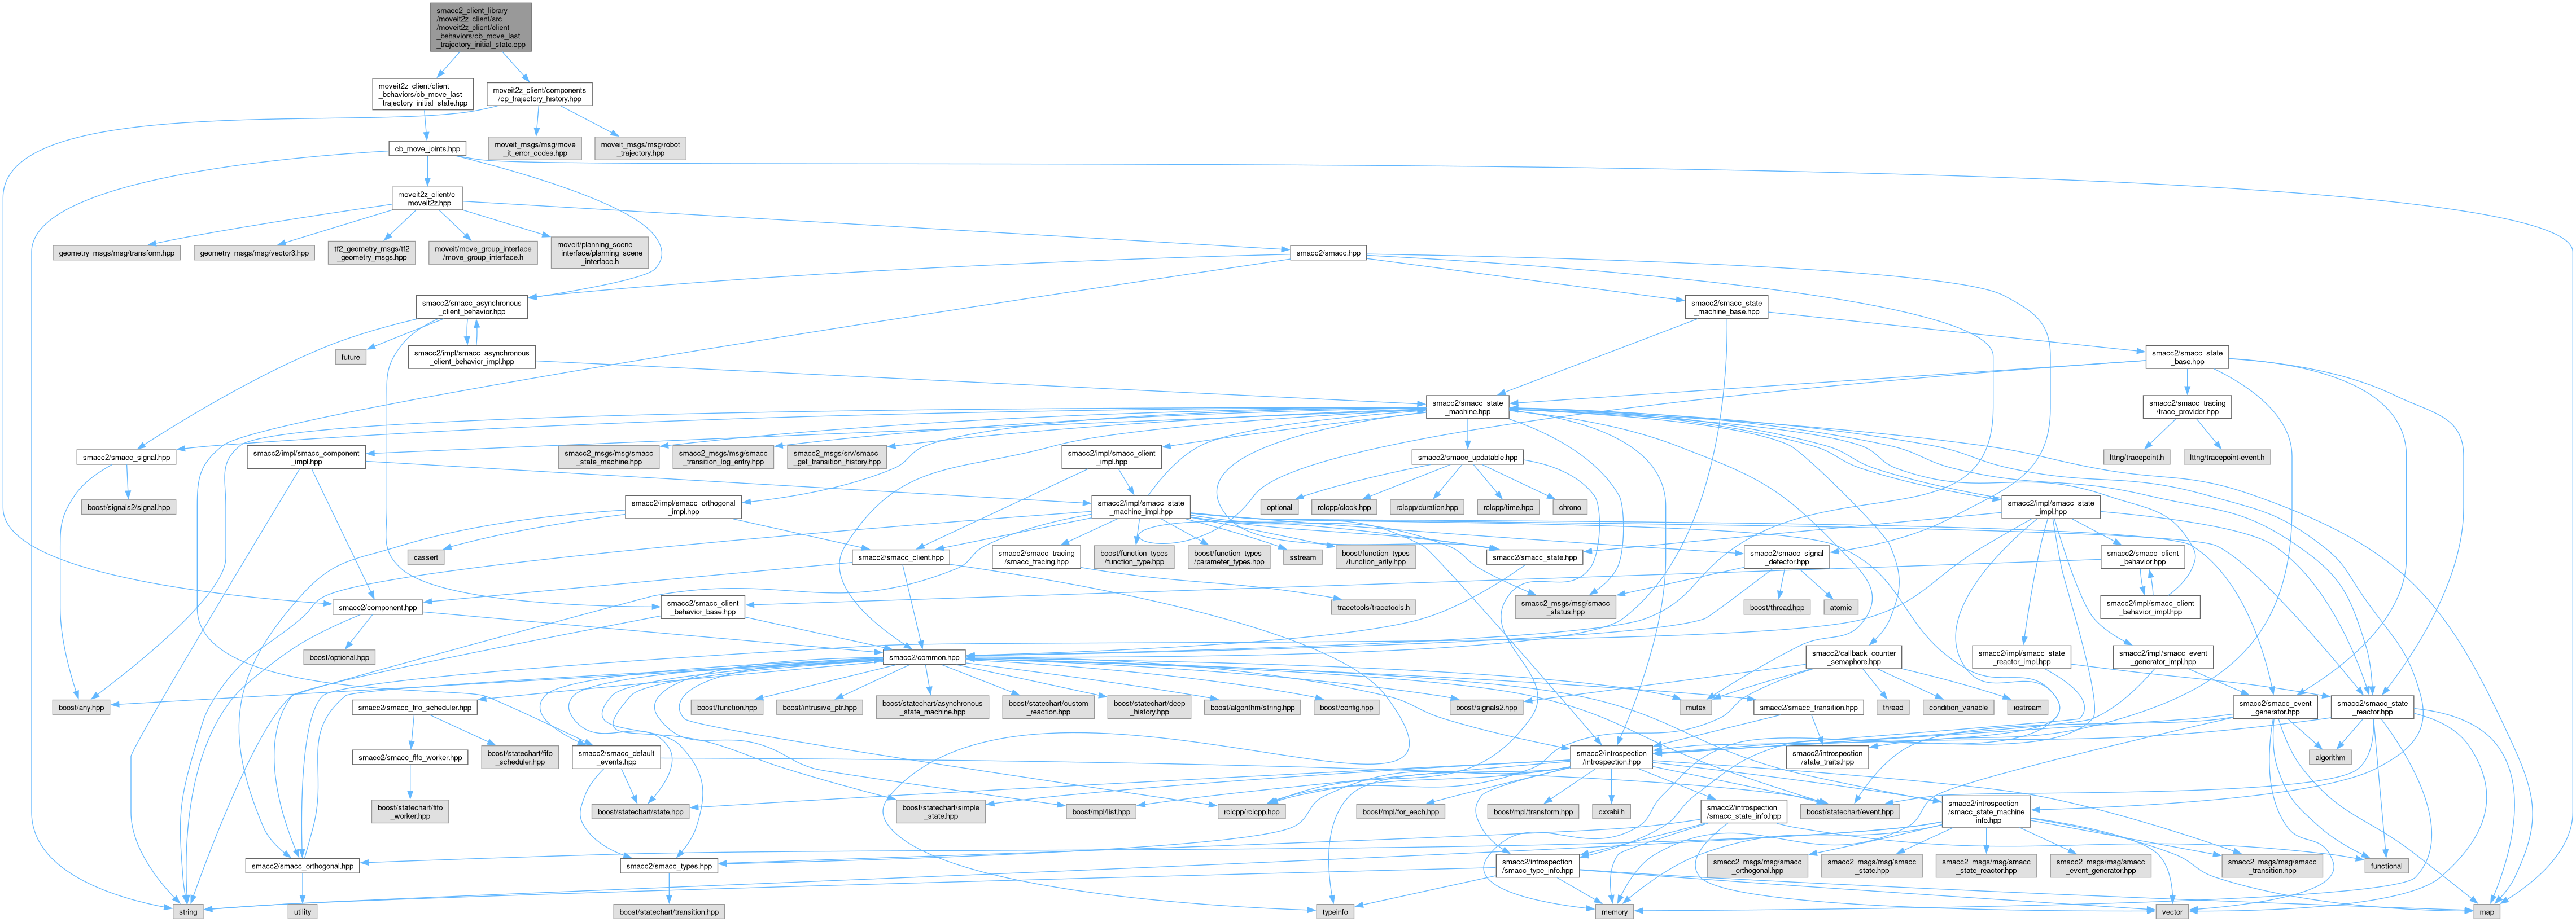 smacc2_client_library
/moveit2z_client/src
/moveit2z_client/client
_behaviors/cb_move_last
_trajectory_initial_state.cpp
moveit2z_client/client
_behaviors/cb_move_last
_trajectory_initial_state.hpp
moveit2z_client/components
/cp_trajectory_history.hpp
cb_move_joints.hpp
moveit_msgs/msg/move
_it_error_codes.hpp
moveit_msgs/msg/robot
_trajectory.hpp
moveit2z_client/cl
_moveit2z.hpp
geometry_msgs/msg/transform.hpp
geometry_msgs/msg/vector3.hpp
tf2_geometry_msgs/tf2
_geometry_msgs.hpp
moveit/move_group_interface
/move_group_interface.h
moveit/planning_scene
_interface/planning_scene
_interface.h
smacc2/smacc.hpp
smacc2/smacc_asynchronous
_client_behavior.hpp
smacc2/smacc_state
_machine_base.hpp
future
smacc2/impl/smacc_asynchronous
_client_behavior_impl.hpp
smacc2/smacc_state
_base.hpp
smacc2/smacc_state
_machine.hpp
smacc2/smacc_tracing
/trace_provider.hpp
smacc2/smacc_signal.hpp
smacc2/impl/smacc_component
_impl.hpp
smacc2_msgs/msg/smacc
_state_machine.hpp
smacc2_msgs/msg/smacc
_transition_log_entry.hpp
smacc2_msgs/srv/smacc
_get_transition_history.hpp
smacc2/impl/smacc_client
_impl.hpp
smacc2/smacc_updatable.hpp
lttng/tracepoint.h
lttng/tracepoint-event.h
boost/signals2/signal.hpp
smacc2/impl/smacc_orthogonal
_impl.hpp
smacc2/impl/smacc_state
_machine_impl.hpp
optional
rclcpp/clock.hpp
rclcpp/duration.hpp
rclcpp/time.hpp
chrono
smacc2/impl/smacc_state
_impl.hpp
cassert
smacc2/smacc_client.hpp
smacc2/smacc_tracing
/smacc_tracing.hpp
boost/function_types
/function_type.hpp
boost/function_types
/parameter_types.hpp
sstream
boost/function_types
/function_arity.hpp
smacc2/smacc_state.hpp
smacc2/smacc_signal
_detector.hpp
smacc2/smacc_client
_behavior.hpp
smacc2/component.hpp
smacc2/smacc_client
_behavior_base.hpp
tracetools/tracetools.h
smacc2_msgs/msg/smacc
_status.hpp
boost/thread.hpp
atomic
smacc2/impl/smacc_client
_behavior_impl.hpp
boost/optional.hpp
smacc2/common.hpp
smacc2/callback_counter
_semaphore.hpp
smacc2/impl/smacc_state
_reactor_impl.hpp
smacc2/impl/smacc_event
_generator_impl.hpp
boost/any.hpp
smacc2/smacc_fifo_scheduler.hpp
boost/function.hpp
boost/intrusive_ptr.hpp
boost/statechart/asynchronous
_state_machine.hpp
boost/statechart/custom
_reaction.hpp
boost/statechart/deep
_history.hpp
boost/algorithm/string.hpp
boost/config.hpp
boost/signals2.hpp
mutex
smacc2/smacc_transition.hpp
thread
condition_variable
iostream
smacc2/smacc_event
_generator.hpp
smacc2/smacc_state
_reactor.hpp
smacc2/smacc_fifo_worker.hpp
boost/statechart/fifo
_scheduler.hpp
smacc2/smacc_default
_events.hpp
smacc2/introspection
/introspection.hpp
smacc2/introspection
/state_traits.hpp
algorithm
boost/statechart/fifo
_worker.hpp
boost/statechart/state.hpp
boost/statechart/simple
_state.hpp
boost/mpl/list.hpp
rclcpp/rclcpp.hpp
boost/mpl/for_each.hpp
boost/mpl/transform.hpp
cxxabi.h
smacc2/introspection
/smacc_state_info.hpp
boost/statechart/event.hpp
smacc2/introspection
/smacc_state_machine
_info.hpp
smacc2/smacc_orthogonal.hpp
smacc2/smacc_types.hpp
smacc2/introspection
/smacc_type_info.hpp
smacc2_msgs/msg/smacc
_orthogonal.hpp
smacc2_msgs/msg/smacc
_state.hpp
smacc2_msgs/msg/smacc
_state_reactor.hpp
smacc2_msgs/msg/smacc
_event_generator.hpp
smacc2_msgs/msg/smacc
_transition.hpp
functional
string
utility
boost/statechart/transition.hpp
typeinfo
memory
vector
map